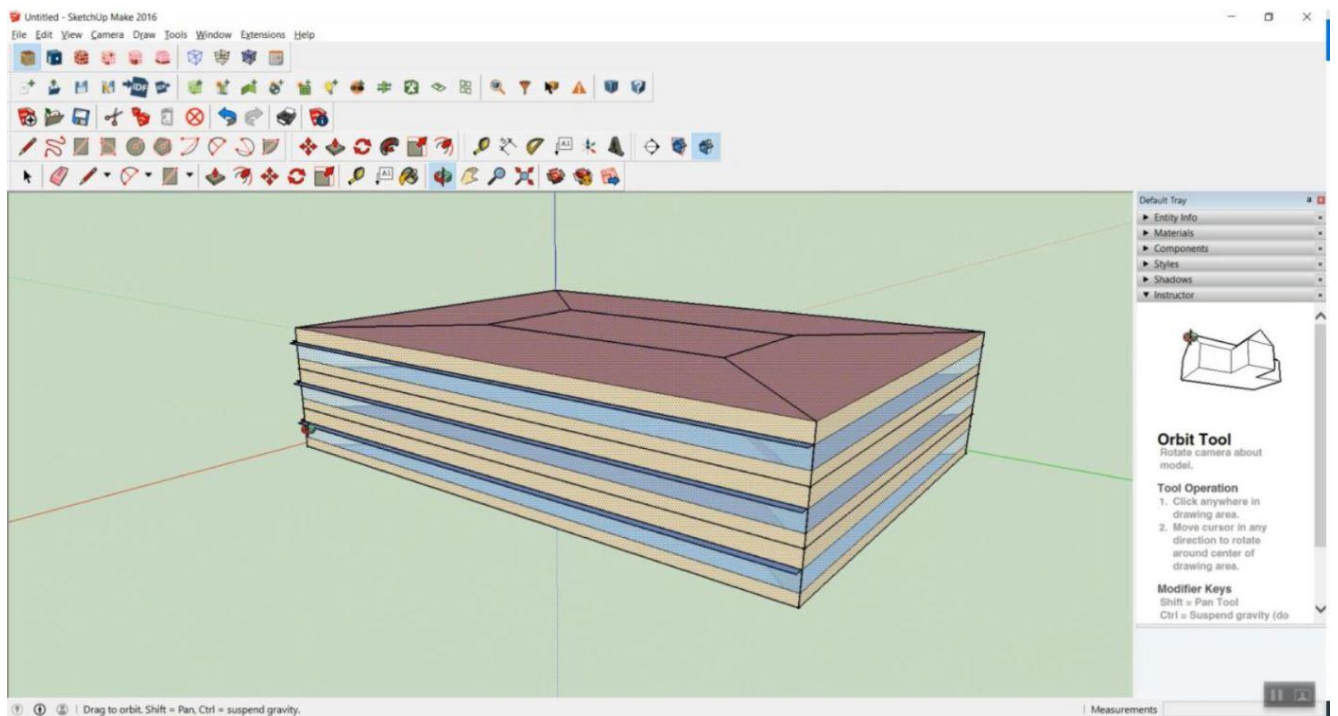 Untitled - SketchUp Make 2016
File Edit View Camera Draw Tools Window Extensions Help
IDF
A1
A1
Default Tray
Entity Info
Materials
Components
Styles
Shadows
Instructor
Orbit Tool
Rotate camera about
model.
Tool Operation
1. Click anywhere in
drawing area.
2. Move cursor in any
direction to rotate
around center of
drawing area.
Modifier Keys
Shift = Pan Tool
Ctrl = Suspend gravity (do
Drag to orbit. Shift = Pan, Ctrl = suspend gravity.
Measurements